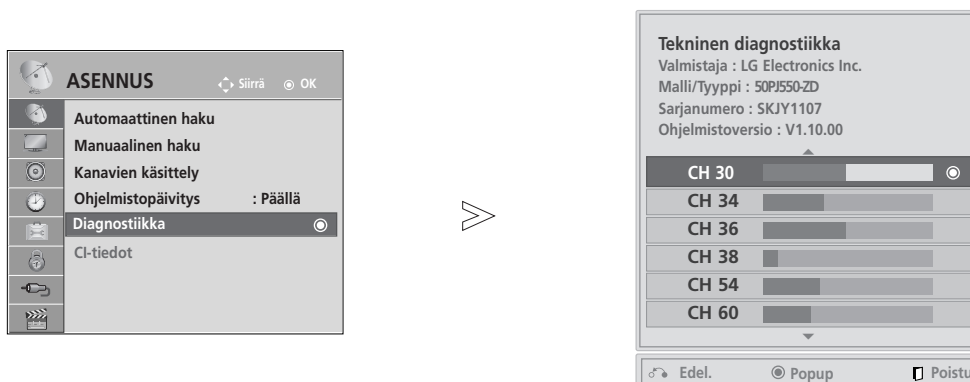 ASENNUS
Siirrä OK
Automaattinen haku
Manuaalinen haku
Kanavien käsittely
Ohjelmistopäivitys : Päällä
Diagnostiikka
CI-tiedot
Tekninen diagnostiikka
Valmistaja : LG Electronics Inc.
Malli/Tyyppi : 50PJ550-ZD
Sarjanumero : SKJY1107
Ohjelmistoversio : V1.10.00
CH 30
CH 34
CH 36
CH 38
CH 54
CH 60
Edel. Popup Poistu